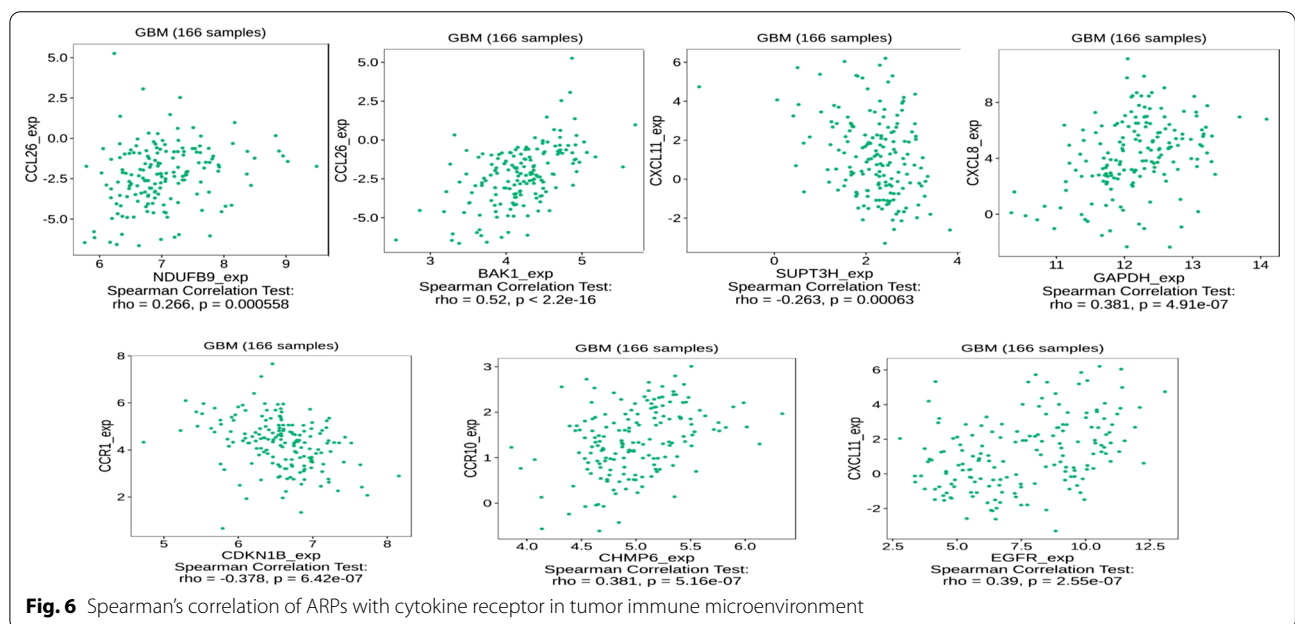 GBM (166 samples)
CCL26_exp
5.0
2.5
0.0
-2.5
-5.0
6 7 8 9
NDUFB9_exp
Spearman Correlation Test:
rho = 0.266, p = 0.000558
GBM (166 samples)
CCL26_exp
5.0
2.5
0.0
-2.5
-5.0
3 4 5
BAK1_exp
Spearman Correlation Test:
rho = 0.52, p < 2.2e-16
GBM (166 samples)
CXCL11_exp
6
4
2
0
-2
0 2 4
SUPT3H_exp
Spearman Correlation Test:
rho = -0.263, p = 0.00063
GBM (166 samples)
CXCL8_exp
8
4
0
11 12 13 14
GAPDH_exp
Spearman Correlation Test:
rho = 0.381, p = 4.91e-07
GBM (166 samples)
CCR1_exp
8
6
4
2
5 6 7 8
CDKN1B_exp
Spearman Correlation Test:
rho = -0.378, p = 6.42e-07
GBM (166 samples)
CCR10_exp
3
2
1
0
4.0 4.5 5.0 5.5 6.0
CHMP6_exp
Spearman Correlation Test:
rho = 0.381, p = 5.16e-07
GBM (166 samples)
CXCL11_exp
6
4
2
0
-2
2.5 5.0 7.5 10.0 12.5
EGFR_exp
Spearman Correlation Test:
rho = 0.39, p = 2.55e-07
Fig. 6 Spearman's correlation of ARPs with cytokine receptor in tumor immune microenvironment